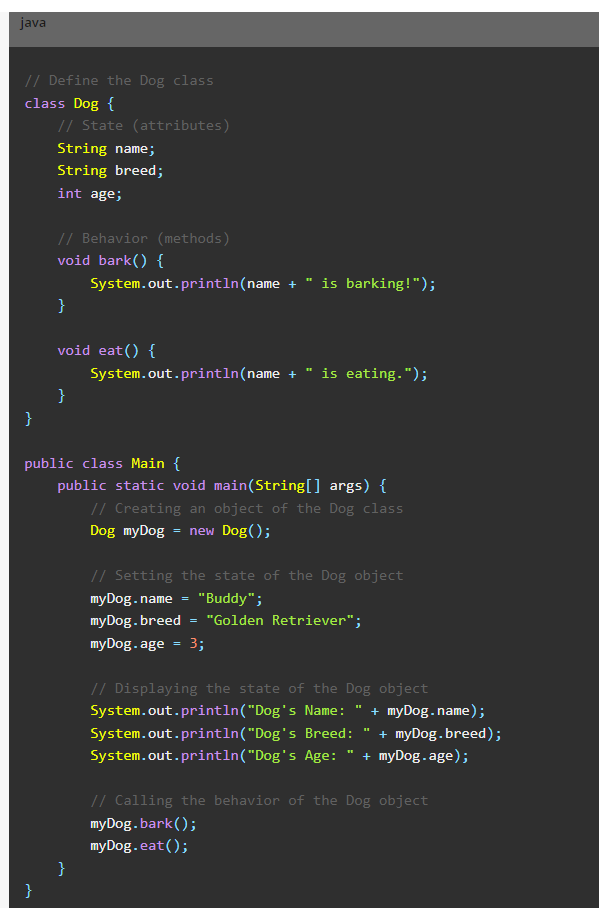 java
// Define the Dog class
class Dog {
    // State (attributes)
    String name;
    String breed;
    int age;

    // Behavior (methods)
    void bark() {
        System.out.println(name + " is barking!");
    }

    void eat() {
        System.out.println(name + " is eating.");
    }
}

public class Main {
    public static void main(String[] args) {
        // Creating an object of the Dog class
        Dog myDog = new Dog();

        // Setting the state of the Dog object
        myDog.name = "Buddy";
        myDog.breed = "Golden Retriever";
        myDog.age = 3;

        // Displaying the state of the Dog object
        System.out.println("Dog's Name: " + myDog.name);
        System.out.println("Dog's Breed: " + myDog.breed);
        System.out.println("Dog's Age: " + myDog.age);

        // Calling the behavior of the Dog object
        myDog.bark();
        myDog.eat();
    }
}